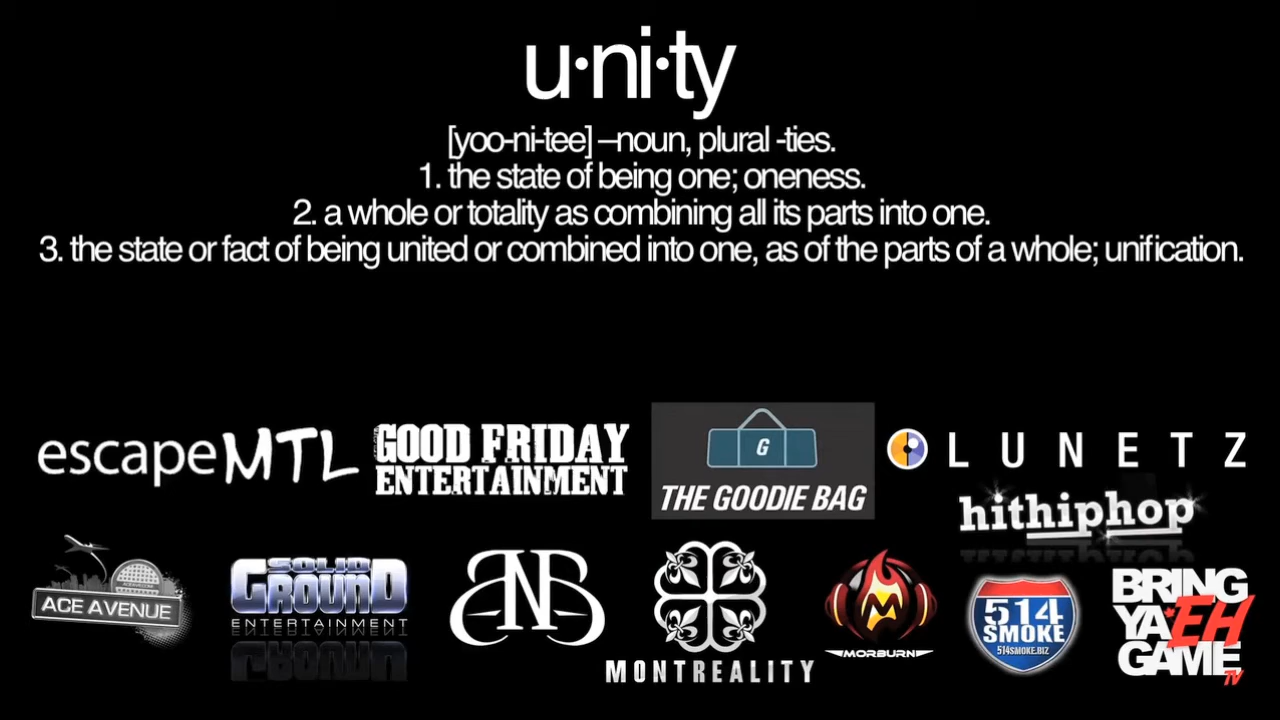 u·ni·ty
[yoo-ni-tee] –noun, plural -ties.
1. the state of being one; oneness.
2. a whole or totality as combining all its parts into one.
3. the state or fact of being united or combined into one, as of the parts of a whole; unification.
escapeMTL
GOOD FRIDAY
ENTERTAINMENT
G
THE GOODIE BAG
LUNETZ
hithiphop
ACE AVENUE
SOLID
GROUND
ENTERTAINMENT
BNB
MONTREALITY
M
MORBURN
514
SMOKE
514SMOKE.BIZ
BRING
YA EH
GAME
TV